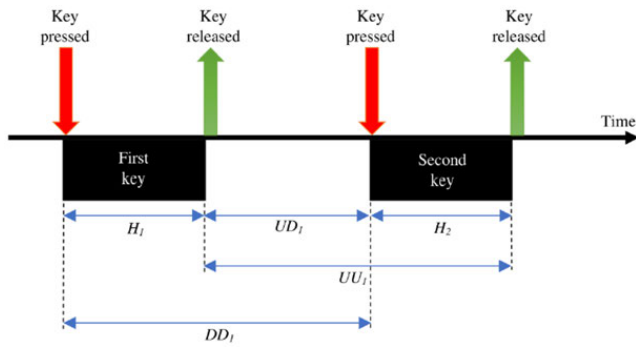 Key pressed
Key released
Key pressed
Key released
Time
First key
Second key
H1
UD1
H2
UU1
DD1